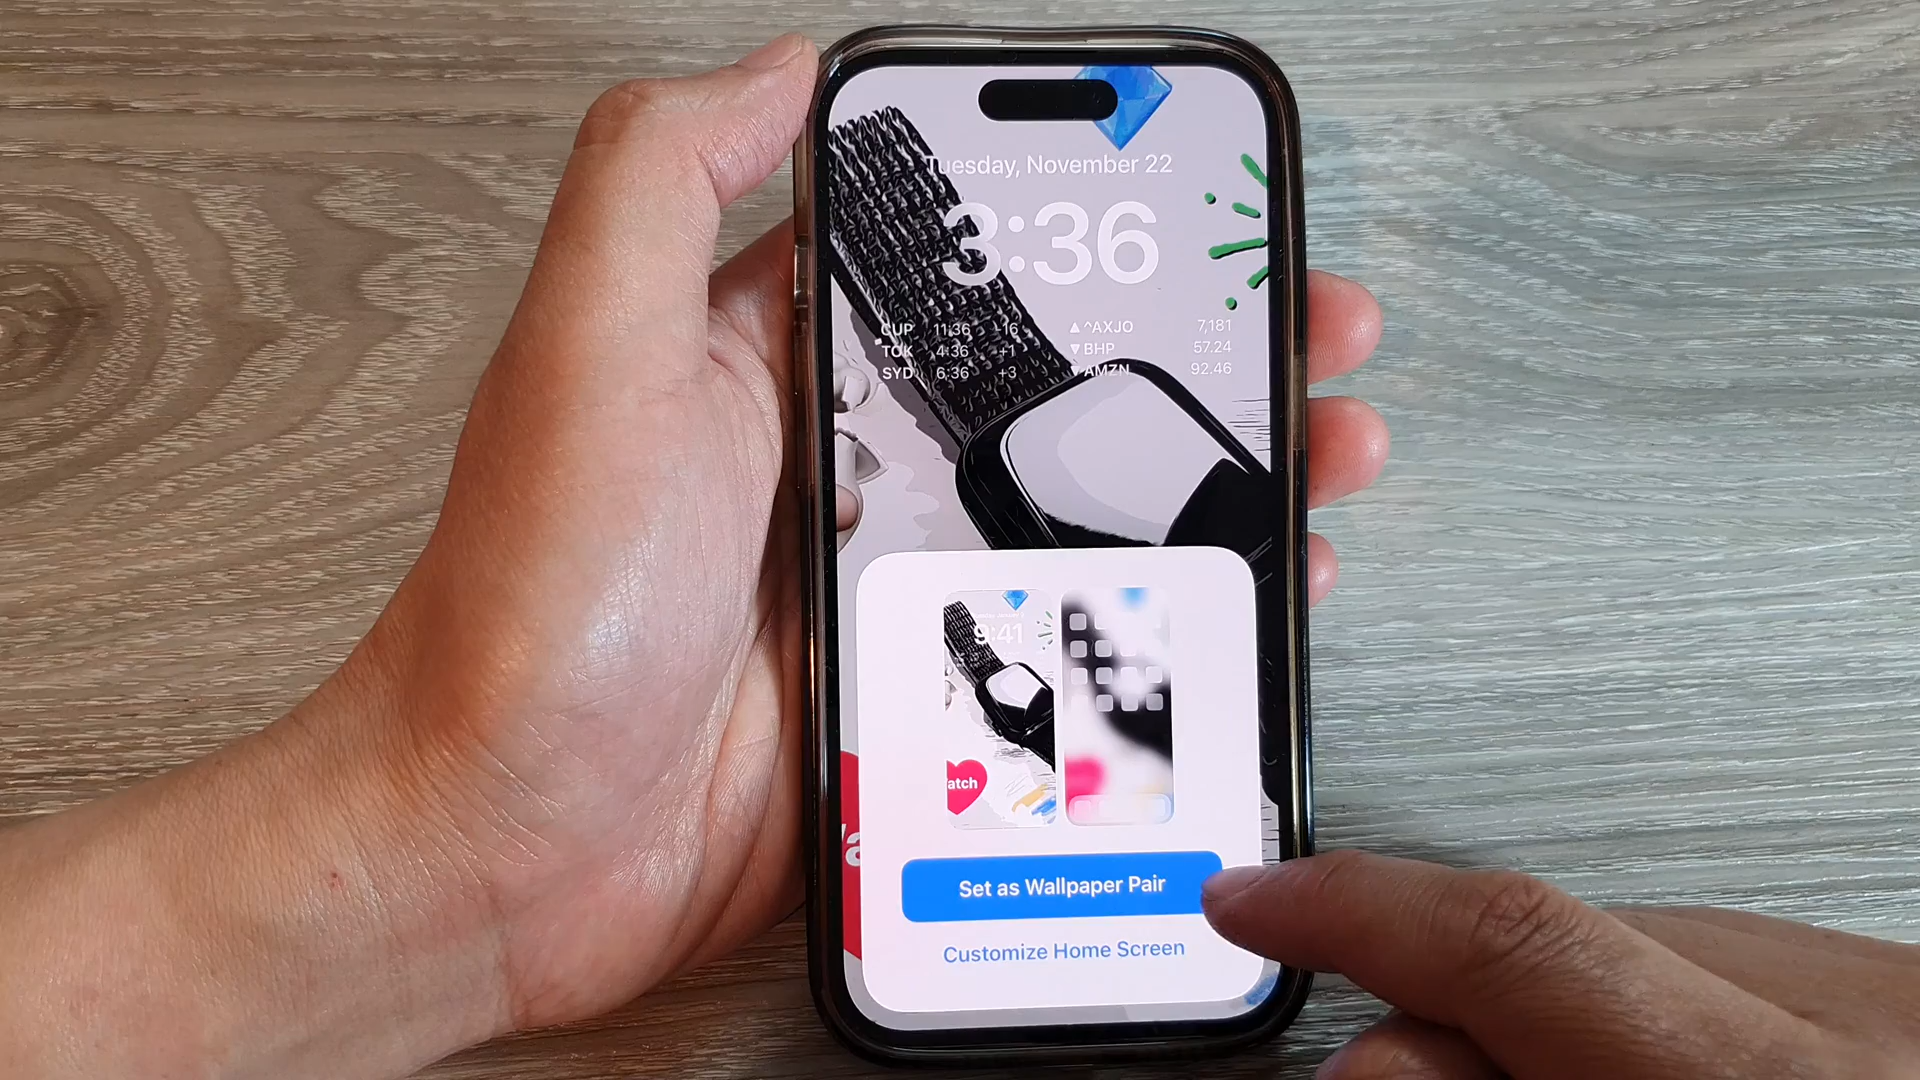 Tuesday, November 22
3:36
CUP 11:36 -16
TOK 4:36 +1
SYD 6:36 +3
▲ ^AXJO 7,181
▼ BHP 57.24
▼ AMZN 92.46
9:41
atch
Set as Wallpaper Pair
Customize Home Screen